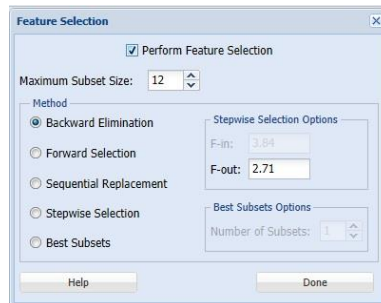 Feature Selection
Perform Feature Selection
Maximum Subset Size: 12
Method
Backward Elimination
Forward Selection
Sequential Replacement
Stepwise Selection
Best Subsets
Stepwise Selection Options
F-in: 3.84
F-out: 2.71
Best Subsets Options
Number of Subsets: 1
Help
Done